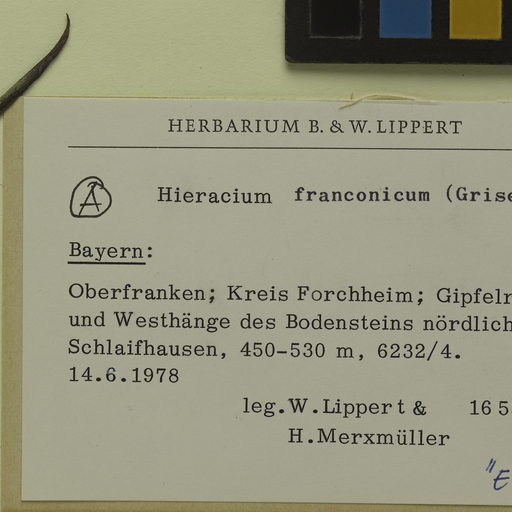 HERBARIUM B. & W. LIPPERT
A Hieracium franconicum (Grise
Bayern:
Oberfranken; Kreis Forchheim; Gipfelr
und Westhänge des Bodensteins nördlich
Schlaifhausen, 450-530 m, 6232/4.
14.6.1978
leg.W.Lippert & 165
H.Merxmüller
"E